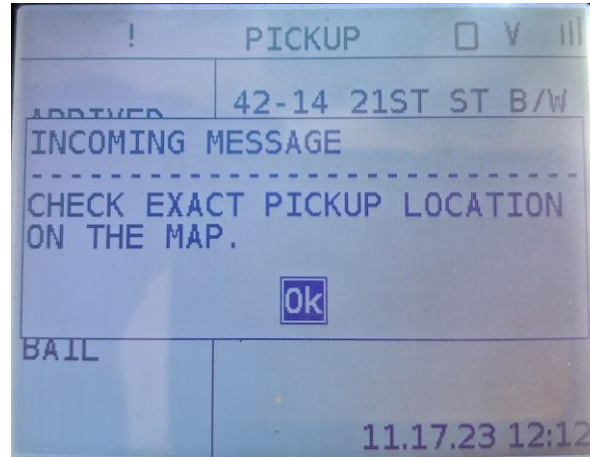 ! PICKUP V
ARRIVED
42-14 21ST ST B/W
INCOMING MESSAGE
CHECK EXACT PICKUP LOCATION
ON THE MAP.
Ok
BAIL
11.17.23 12:12